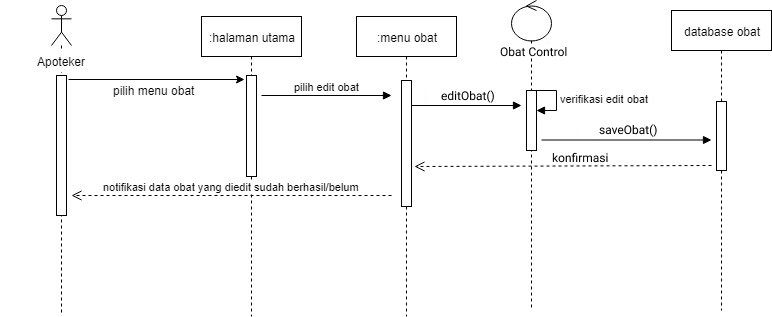 Apoteker
:halaman utama
:menu obat
Obat Control
database obat
pilih menu obat
pilih edit obat
editObat()
verifikasi edit obat
saveObat()
konfirmasi
notifikasi data obat yang diedit sudah berhasil/belum